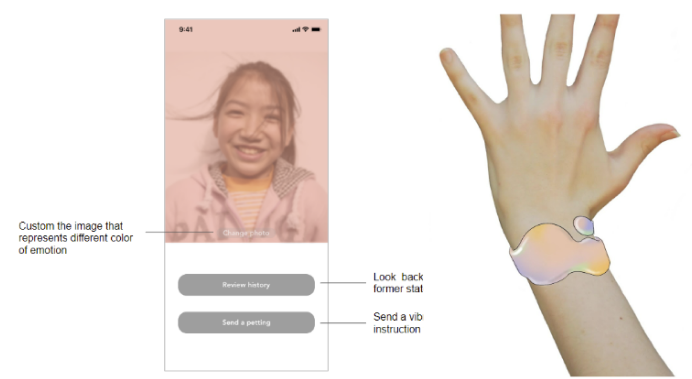 9:41
Custom the image that
represents different color
of emotion
Change photo
Review history
Look back
former stat
Send a petting
Send a vib
instruction